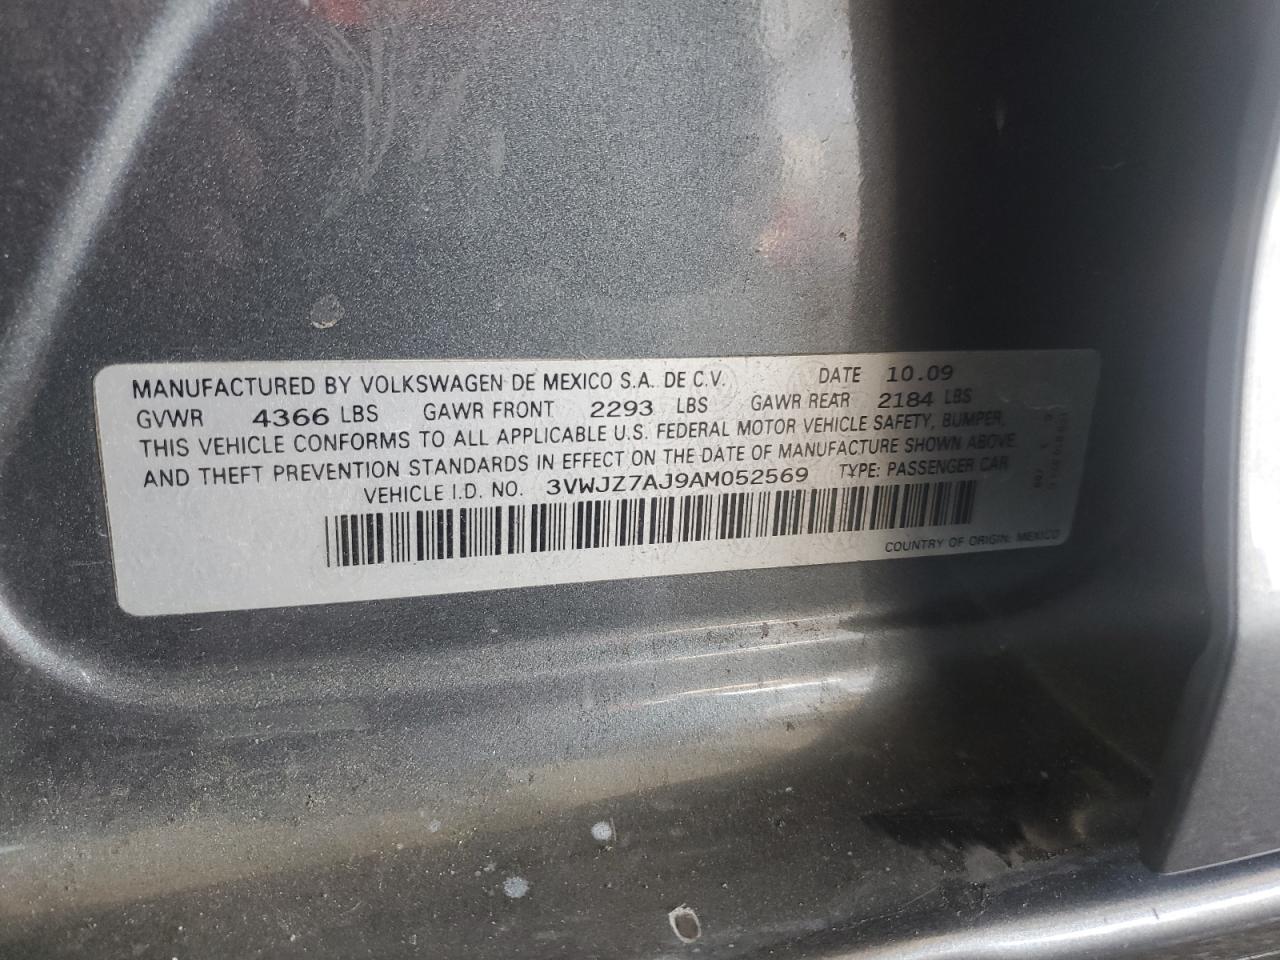 MANUFACTURED BY VOLKSWAGEN DE MEXICO S.A. DE C.V. DATE 10.09
GVWR 4366 LBS GAWR FRONT 2293 LBS GAWR REAR 2184 LBS
THIS VEHICLE CONFORMS TO ALL APPLICABLE U.S. FEDERAL MOTOR VEHICLE SAFETY, BUMPER,
AND THEFT PREVENTION STANDARDS IN EFFECT ON THE DATE OF MANUFACTURE SHOWN ABOVE
VEHICLE I.D. NO. 3VWJZ7AJ9AM052569 TYPE: PASSENGER CAR
COUNTRY OF ORIGIN: MEXICO